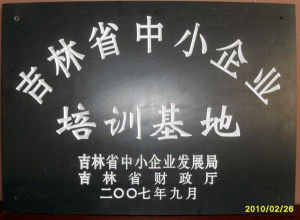 吉林省中小企业
培训基地
吉林省中小企业发展局
吉林省财政厅
二〇〇七年九月
2010/02/26